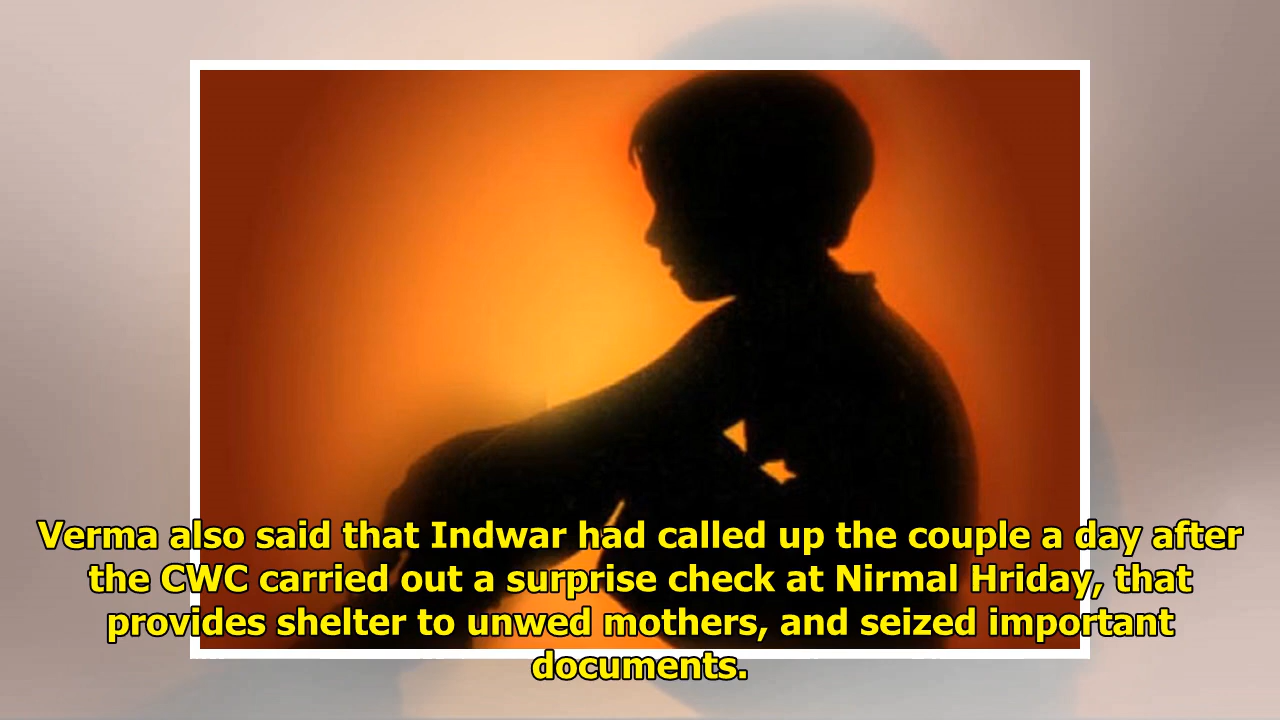 Verma also said that Indwar had called up the couple a day after
the CWC carried out a surprise check at Nirmal Hriday, that
provides shelter to unwed mothers, and seized important
documents.